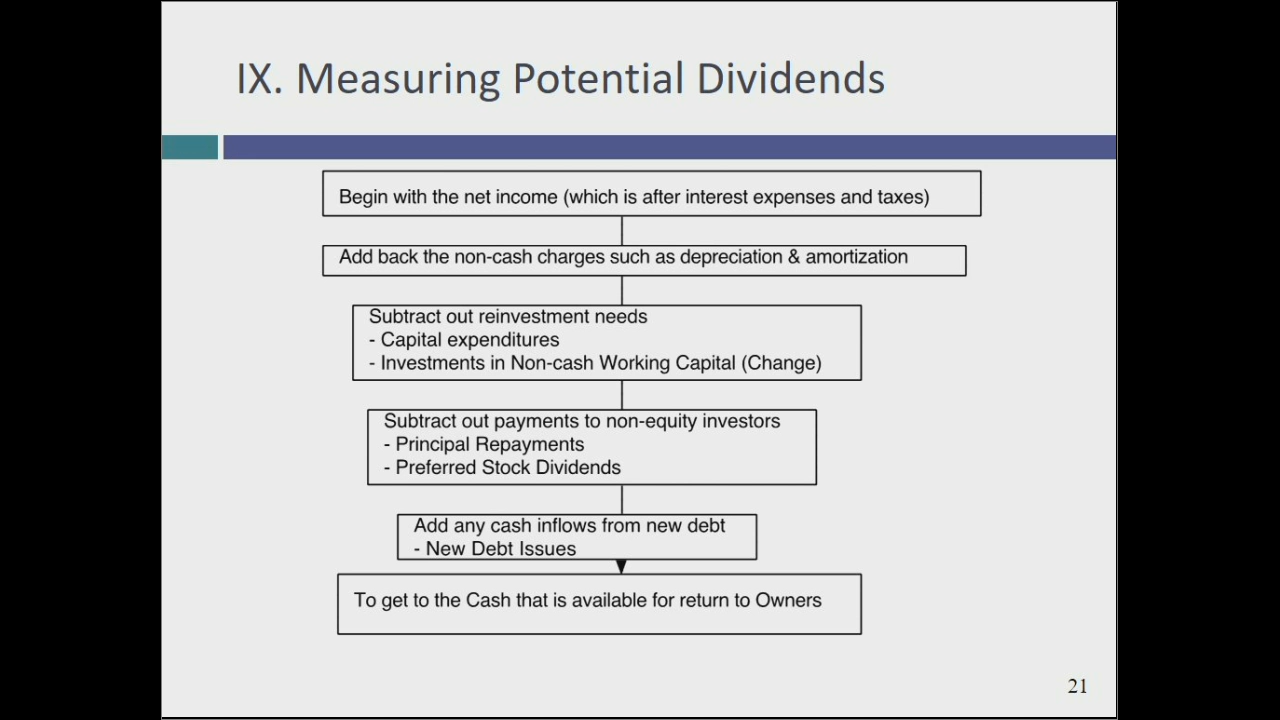 IX. Measuring Potential Dividends
Begin with the net income (which is after interest expenses and taxes)
Add back the non-cash charges such as depreciation & amortization
Subtract out reinvestment needs
- Capital expenditures
- Investments in Non-cash Working Capital (Change)
Subtract out payments to non-equity investors
- Principal Repayments
- Preferred Stock Dividends
Add any cash inflows from new debt
- New Debt Issues
To get to the Cash that is available for return to Owners
21